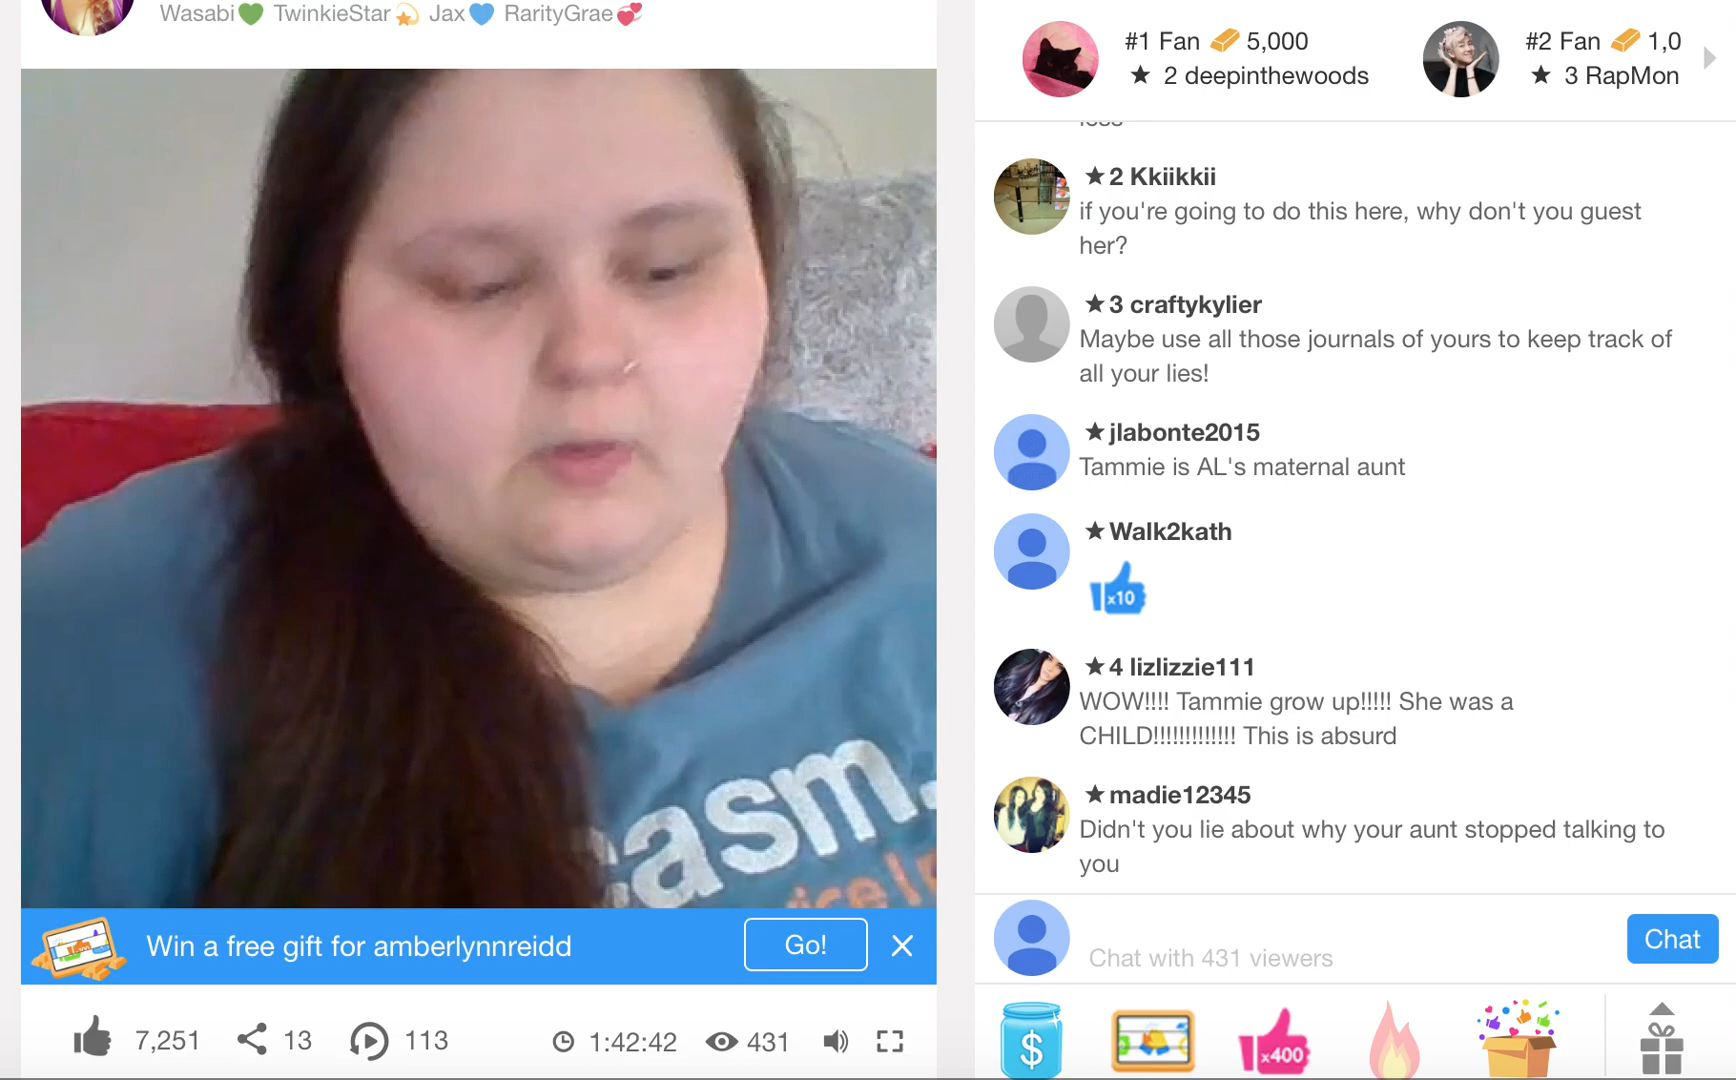 Wasabi💚 TwinkieStar💫 Jax💙 RarityGrae💞
asm.
Win a free gift for amberlynnreidd
Go!
7,251
13
113
1:42:42
431
#1 Fan 5,000
★ 2 deepinthewoods
#2 Fan 1,0
★ 3 RapMon
★2 Kkiikkii
if you're going to do this here, why don't you guest
her?
★3 craftykylier
Maybe use all those journals of yours to keep track of
all your lies!
★jlabonte2015
Tammie is AL's maternal aunt
★Walk2kath
x10
★4 lizlizzie111
WOW!!!! Tammie grow up!!!!! She was a
CHILD!!!!!!!!!!!!! This is absurd
★madie12345
Didn't you lie about why your aunt stopped talking to
you
Chat with 431 viewers
Chat
$
x400